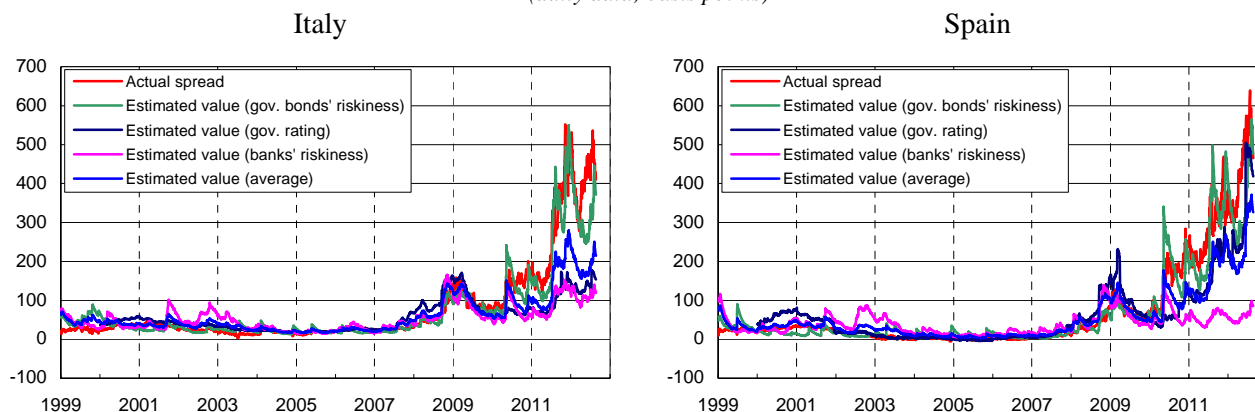 (daily data, basis points)
Italy
Spain
700
600
500
400
300
200
100
0
-100
Actual spread
Estimated value (gov. bonds' riskiness)
Estimated value (gov. rating)
Estimated value (banks' riskiness)
Estimated value (average)
1999 2001 2003 2005 2007 2009 2011
700
600
500
400
300
200
100
0
-100
Actual spread
Estimated value (gov. bonds' riskiness)
Estimated value (gov. rating)
Estimated value (banks' riskiness)
Estimated value (average)
1999 2001 2003 2005 2007 2009 2011